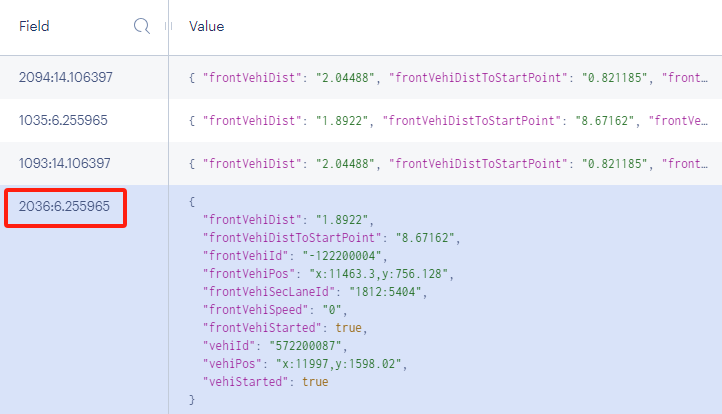 Field Value
2094:14.106397 { "frontVehiDist": "2.04488", "frontVehiDistToStartPoint": "0.821185", "front…
1035:6.255965 { "frontVehiDist": "1.8922", "frontVehiDistToStartPoint": "8.67162", "frontVe…
1093:14.106397 { "frontVehiDist": "2.04488", "frontVehiDistToStartPoint": "0.821185", "front…
2036:6.255965 {
"frontVehiDist": "1.8922",
"frontVehiDistToStartPoint": "8.67162",
"frontVehiId": "-122200004",
"frontVehiPos": "x:11463.3,y:756.128",
"frontVehiSecLaneId": "1812:5404",
"frontVehiSpeed": "0",
"frontVehiStarted": true,
"vehiId": "572200087",
"vehiPos": "x:11997,y:1598.02",
"vehiStarted": true
}